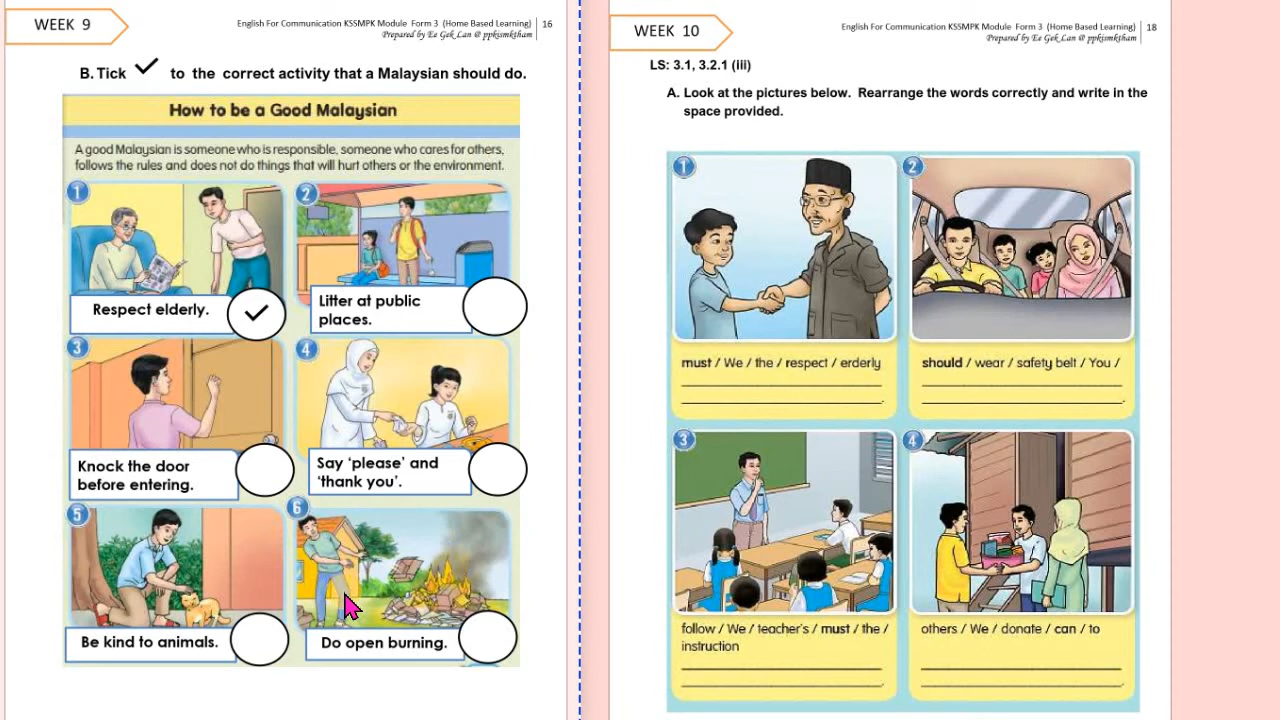 WEEK 9
English For Communication KSSMPK Module Form 3 (Home Based Learning) 16
Prepared by Ee Gek Lan @ ppkismktham
B. Tick ✓ to the correct activity that a Malaysian should do.
How to be a Good Malaysian
A good Malaysian is someone who is responsible, someone who cares for others,
follows the rules and does not do things that will hurt others or the environment.
1
2
Respect elderly.
✓
Litter at public
places.
3
4
Knock the door
before entering.
Say ‘please’ and
‘thank you’.
5
6
Be kind to animals.
Do open burning.
WEEK 10
English For Communication KSSMPK Module Form 3 (Home Based Learning) 18
Prepared by Ee Gek Lan @ ppkismktham
LS: 3.1, 3.2.1 (iii)
A. Look at the pictures below. Rearrange the words correctly and write in the
space provided.
1
2
must / We / the / respect / erderly
should / wear / safety belt / You /
3
4
follow / We / teacher's / must / the /
instruction
others / We / donate / can / to